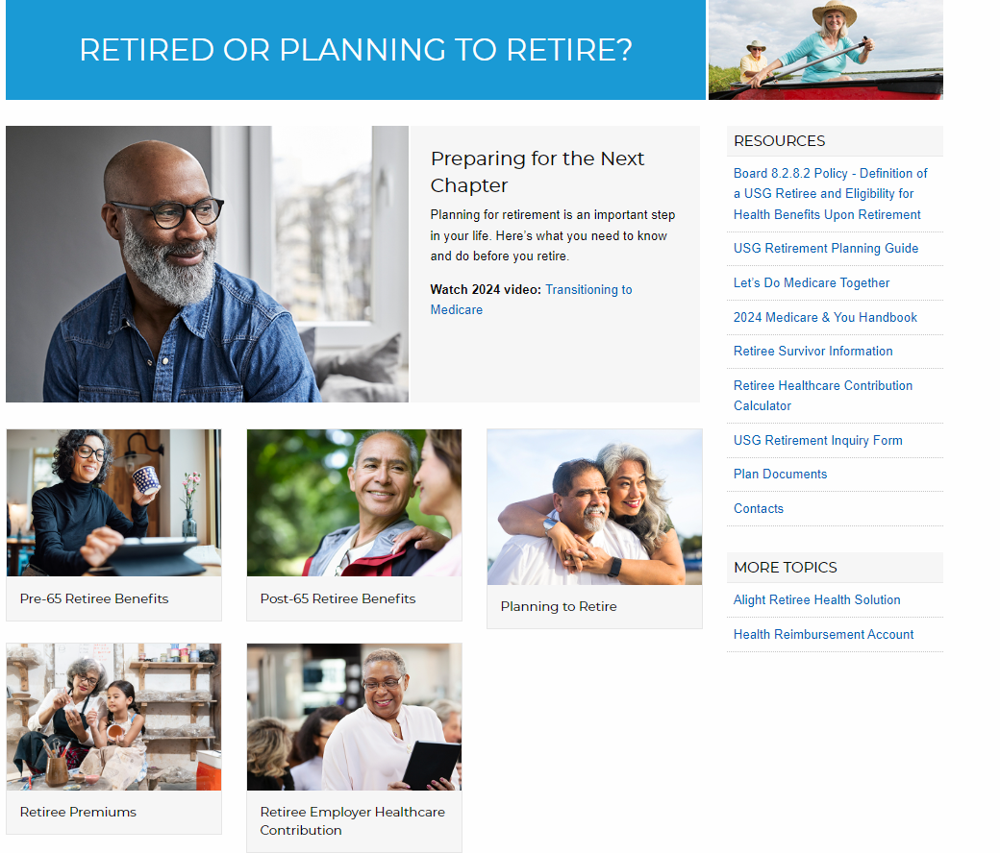 RETIRED OR PLANNING TO RETIRE?
Preparing for the Next
Chapter
Planning for retirement is an important step
in your life. Here's what you need to know
and do before you retire.
Watch 2024 video: Transitioning to
Medicare
Pre-65 Retiree Benefits
Post-65 Retiree Benefits
Planning to Retire
Retiree Premiums
Retiree Employer Healthcare
Contribution
RESOURCES
Board 8.2.8.2 Policy - Definition of
a USG Retiree and Eligibility for
Health Benefits Upon Retirement
USG Retirement Planning Guide
Let's Do Medicare Together
2024 Medicare & You Handbook
Retiree Survivor Information
Retiree Healthcare Contribution
Calculator
USG Retirement Inquiry Form
Plan Documents
Contacts
MORE TOPICS
Alight Retiree Health Solution
Health Reimbursement Account